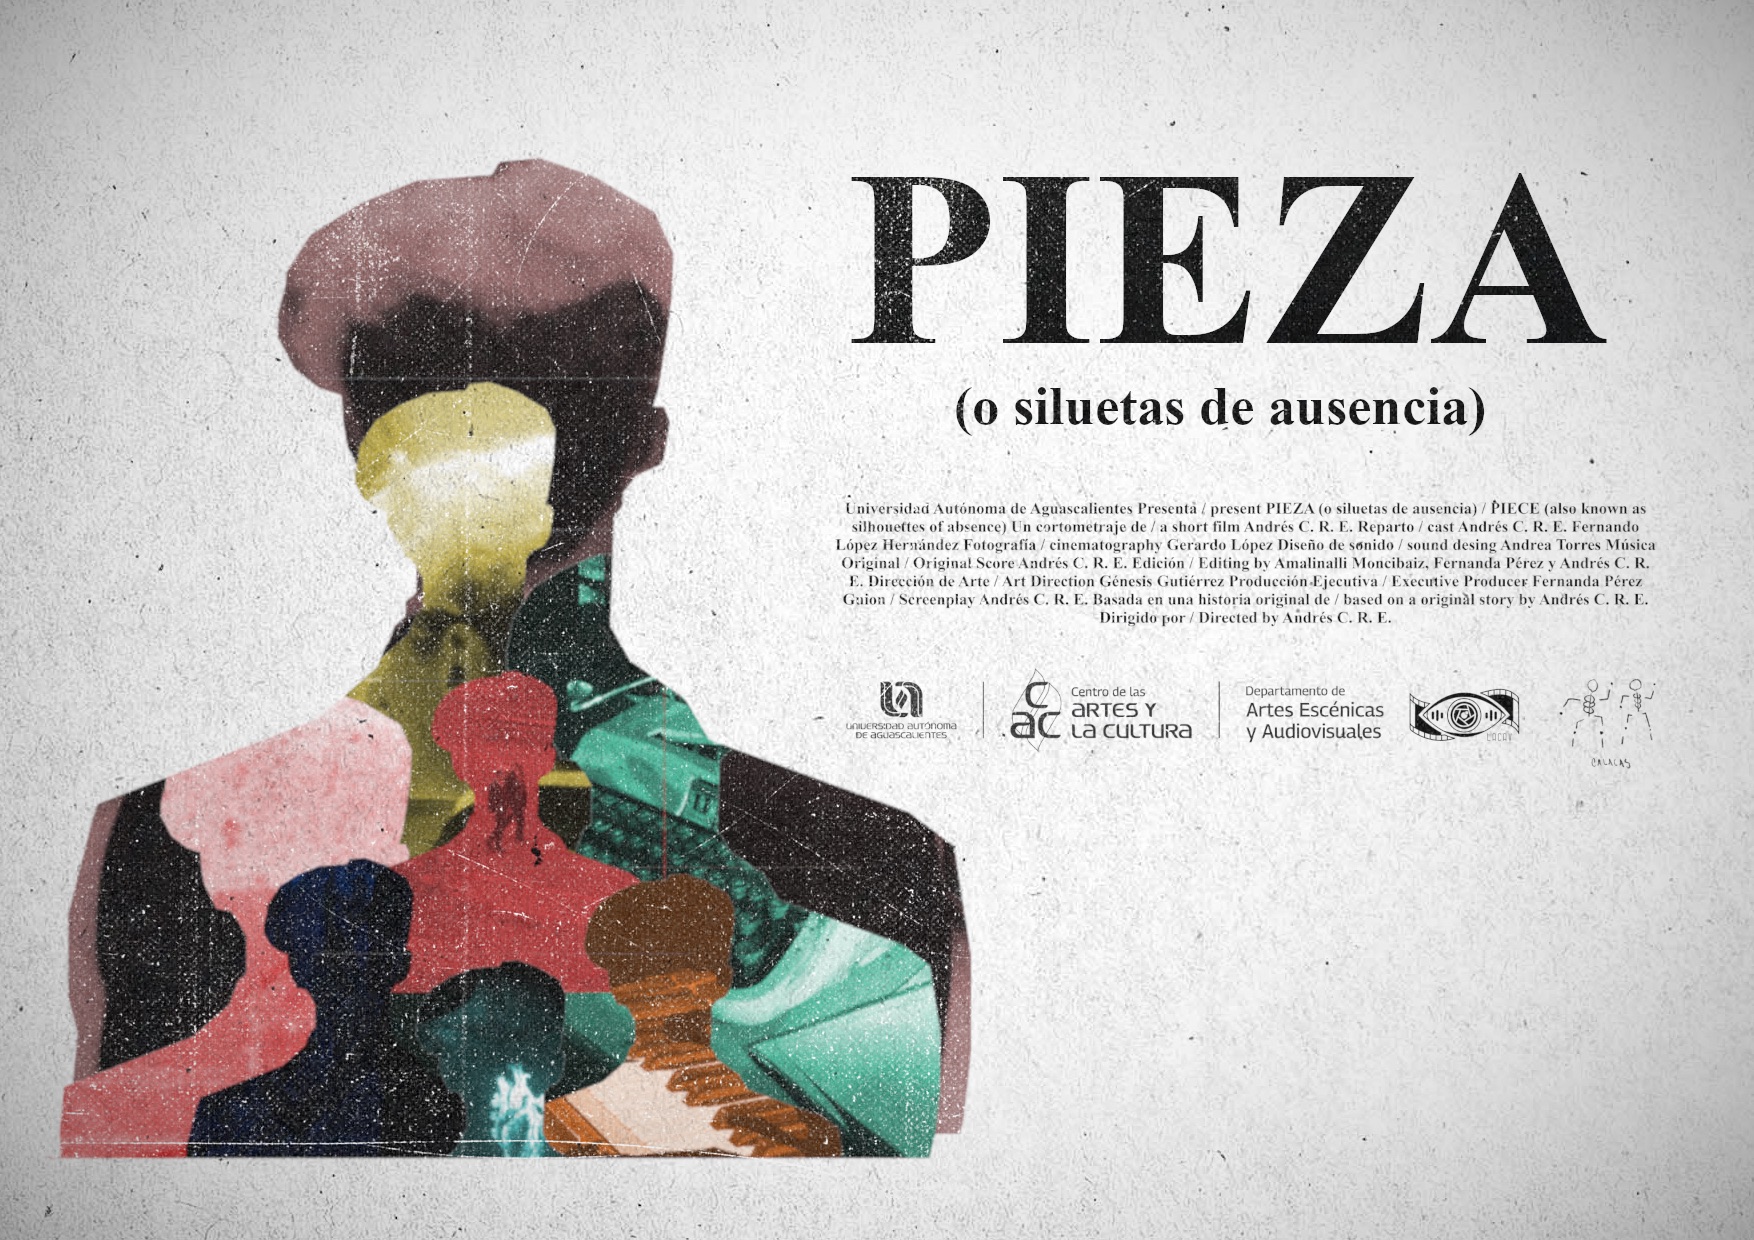 PIEZA
(o siluetas de ausencia)
Universidad Autónoma de Aguascalientes Presenta / present PIEZA (o siluetas de ausencia) / PIECE (also known as
silhouettes of absence) Un cortometraje de / a short film Andrés C. R. E. Reparto / cast Andrés C. R. E. Fernando
López Hernández Fotografía / cinematography Gerardo López Diseño de sonido / sound desing Andrea Torres Música
Original / Original Score Andrés C. R. E. Edición / Editing by Amalinalli Moncibaiz, Fernanda Pérez y Andrés C. R.
E. Dirección de Arte / Art Direction Génesis Gutiérrez Producción Ejecutiva / Executive Producer Fernanda Pérez
Guion / Screenplay Andrés C. R. E. Basada en una historia original de / based on a original story by Andrés C. R. E.
Dirigido por / Directed by Andrés C. R. E.
UNIVERSIDAD AUTÓNOMA
DE AGUASCALIENTES
CAC
Centro de las
ARTES Y
LA CULTURA
Departamento de
Artes Escénicas
y Audiovisuales
CALACAS
17